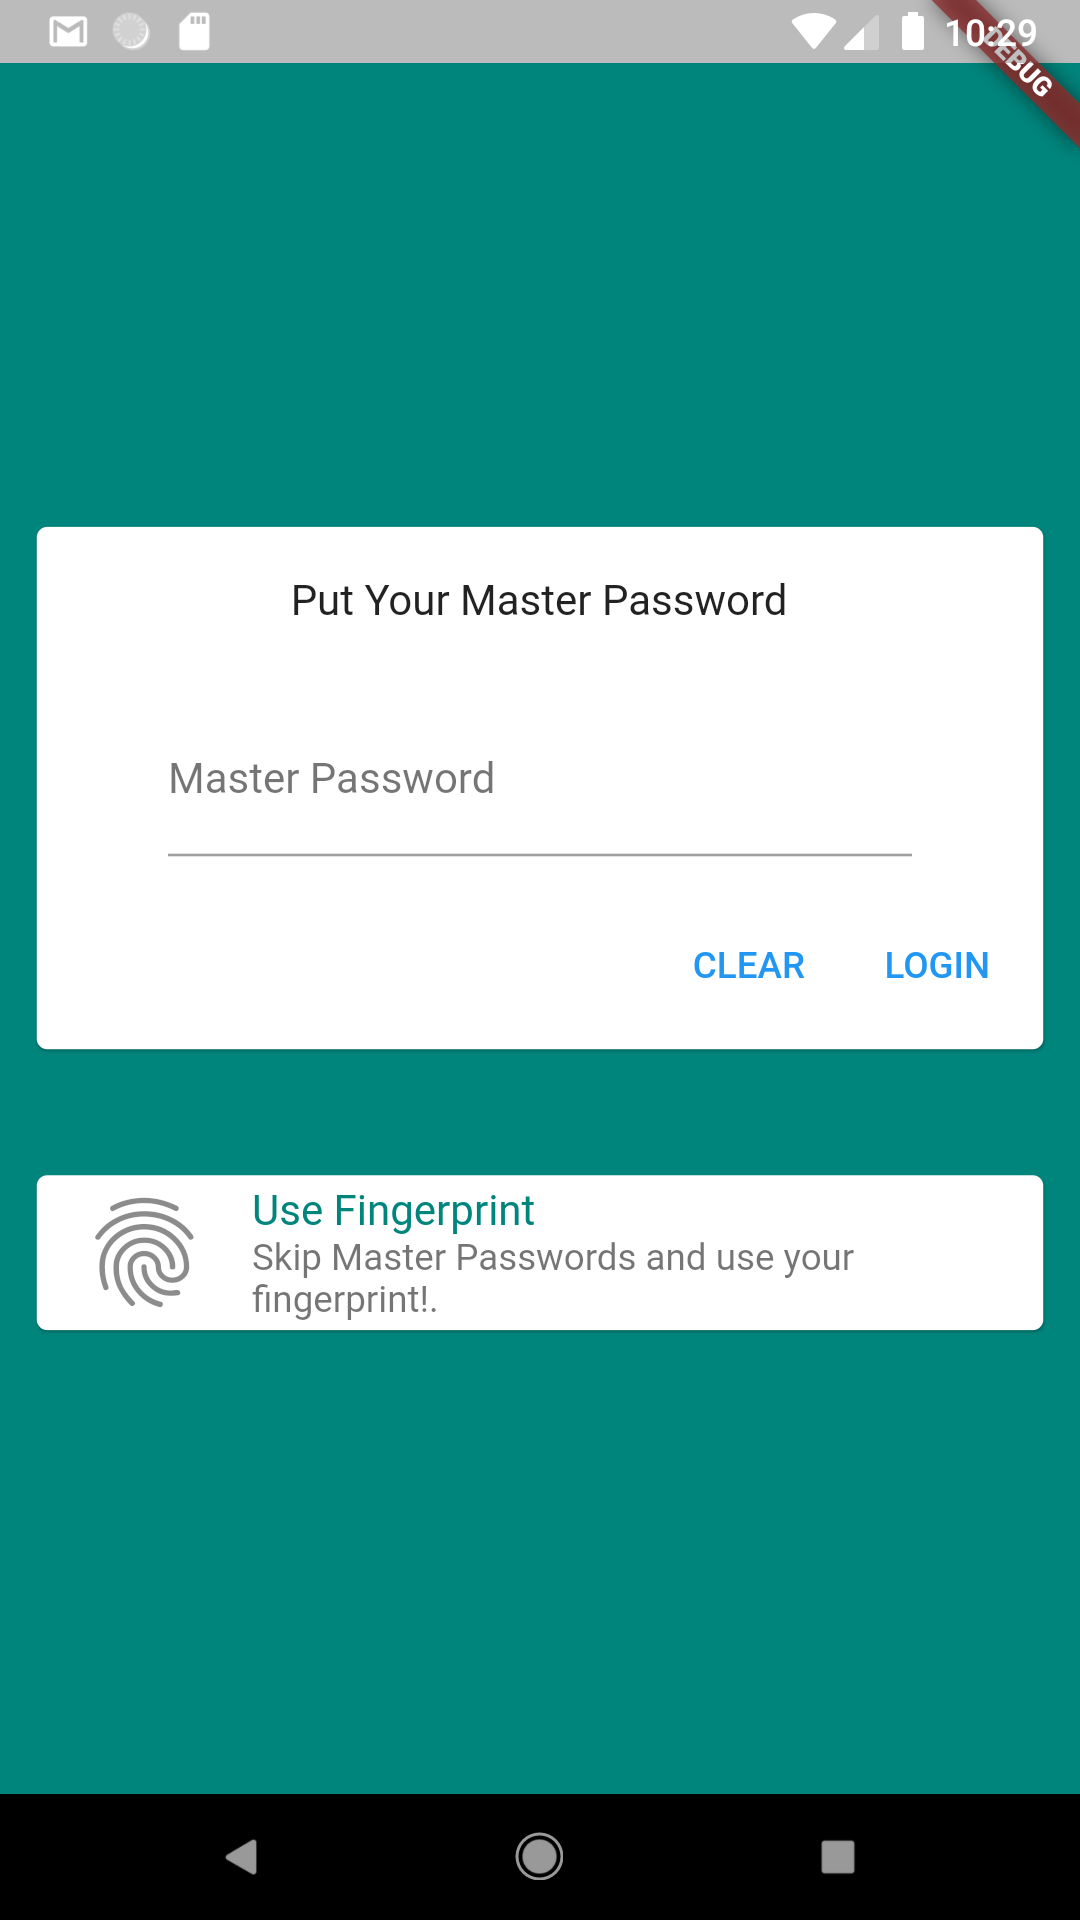 10:29
DEBUG
Put Your Master Password
Master Password
CLEAR LOGIN
Use Fingerprint
Skip Master Passwords and use your
fingerprint!.